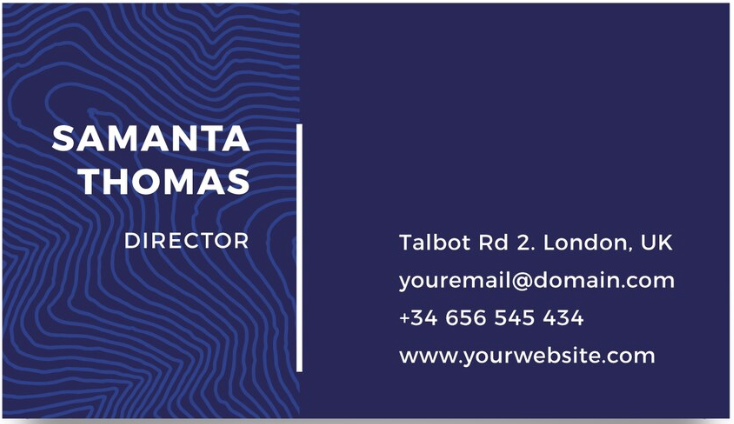 SAMANTA
THOMAS
DIRECTOR
Talbot Rd 2. London, UK
youremail@domain.com
+34 656 545 434
www.yourwebsite.com